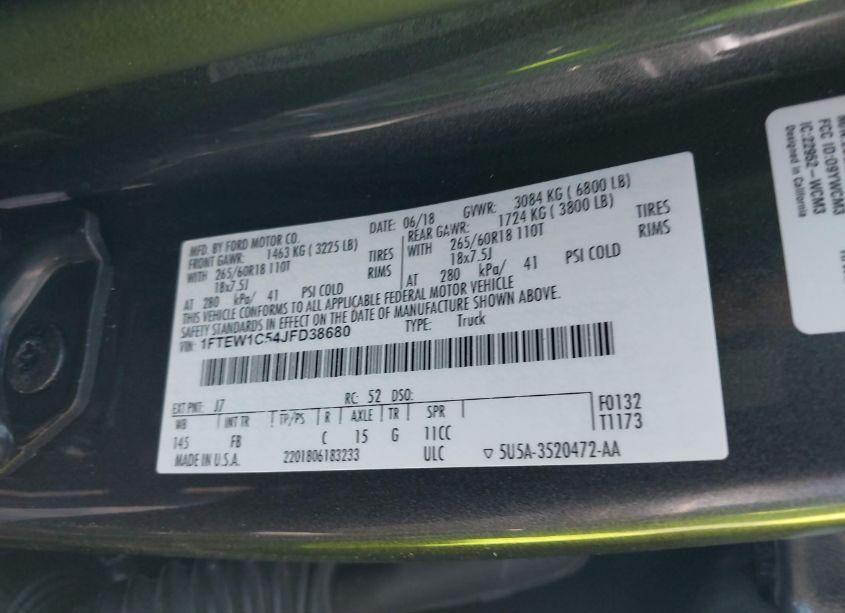 MFD. BY FORD MOTOR CO.
DATE: 06/18 GVWR: 3084 KG ( 6800 LB)
FRONT GAWR: 1463 KG ( 3225 LB)
WITH 265/60R18 110T TIRES
18x7.5J RIMS
AT 280 kPa/ 41 PSI COLD
REAR GAWR: 1724 KG ( 3800 LB)
WITH 265/60R18 110T TIRES
18x7.5J RIMS
AT 280 kPa/ 41 PSI COLD
THIS VEHICLE CONFORMS TO ALL APPLICABLE FEDERAL MOTOR VEHICLE
SAFETY STANDARDS IN EFFECT ON THE DATE OF MANUFACTURE SHOWN ABOVE.
VIN: 1FTEW1C54JFD38680 TYPE: Truck
EXT PNT: J7 RC: 52 DSO:
WB INT TR TP/PS R AXLE TR SPR
145 FB C 15 G 11CC
F0132
T1173
MADE IN U.S.A. 2201806183233 ULC ▽ 5U5A-3520472-AA
FCC ID:O9YWCM3
IC:22952-WCM3
Designed in California